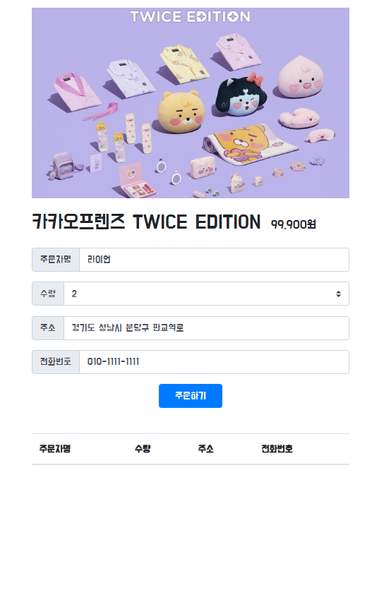 TWICE EDITION
카카오프렌즈 TWICE EDITION 99,900원
주문자명 라이언
수량 2
주소 경기도 성남시 분당구 판교역로
전화번호 010-1111-1111
주문하기
주문자명 수량 주소 전화번호